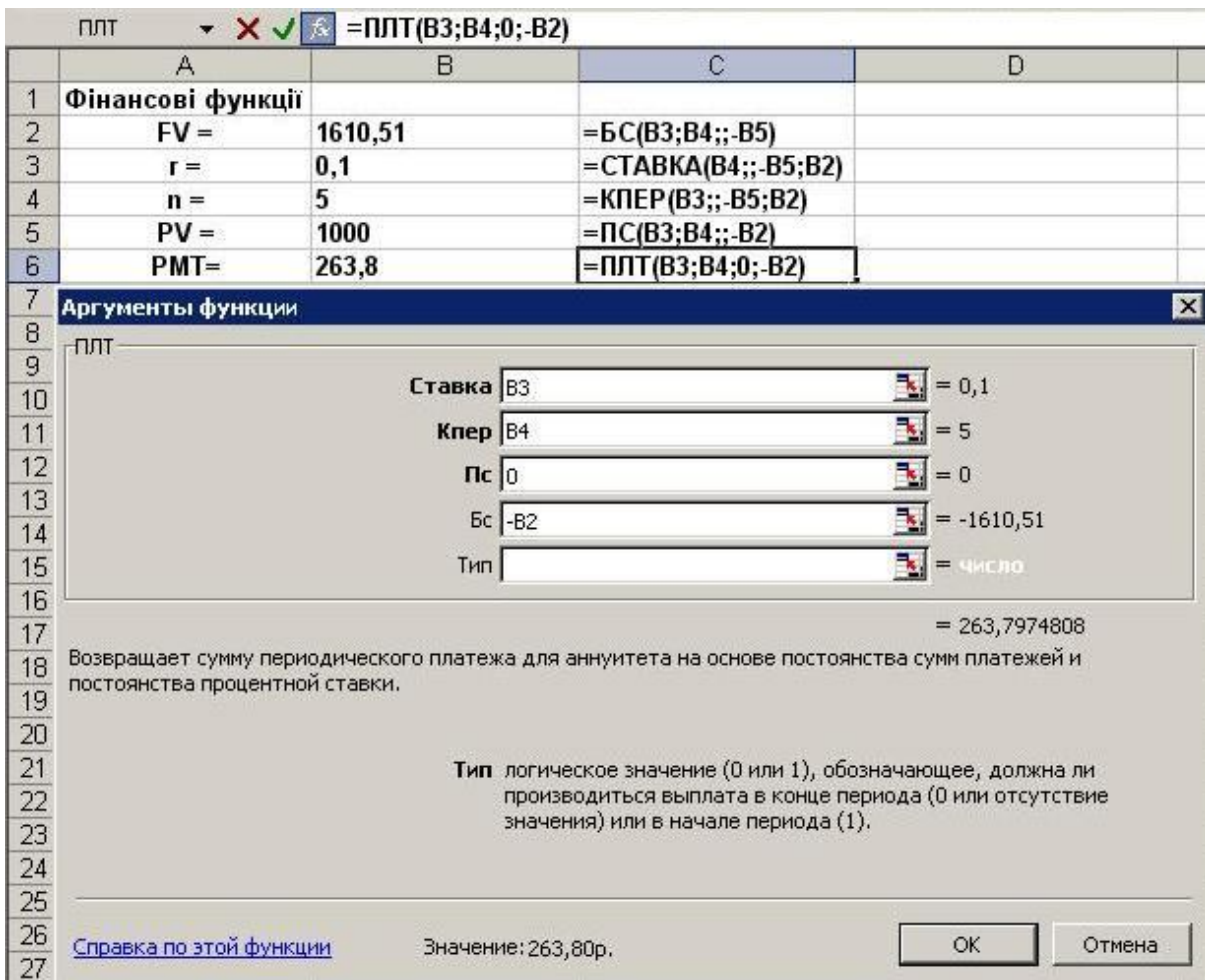 ПЛТ =ПЛТ(B3;B4;0;-B2)
A B C D
1 Фінансові функції
2 FV = 1610,51 =БС(B3;B4;;-B5)
3 r = 0,1 =СТАВКА(B4;;-B5;B2)
4 n = 5 =КПЕР(B3;;-B5;B2)
5 PV = 1000 =ПС(B3;B4;;-B2)
6 PMT= 263,8 =ПЛТ(B3;B4;0;-B2)
7 Аргументы функции
8 ПЛТ
9
10 Ставка B3 = 0,1
11 Кпер B4 = 5
12 Пс 0 = 0
13
14 Бс -B2 = -1610,51
15 Тип = число
16
17 = 263,7974808
18 Возвращает сумму периодического платежа для аннуитета на основе постоянства сумм платежей и
19 постоянства процентной ставки.
20
21 Тип логическое значение (0 или 1), обозначающее, должна ли
22 производиться выплата в конце периода (0 или отсутствие
23 значения) или в начале периода (1).
24
25
26 Справка по этой функции Значение: 263,80р. OK Отмена
27